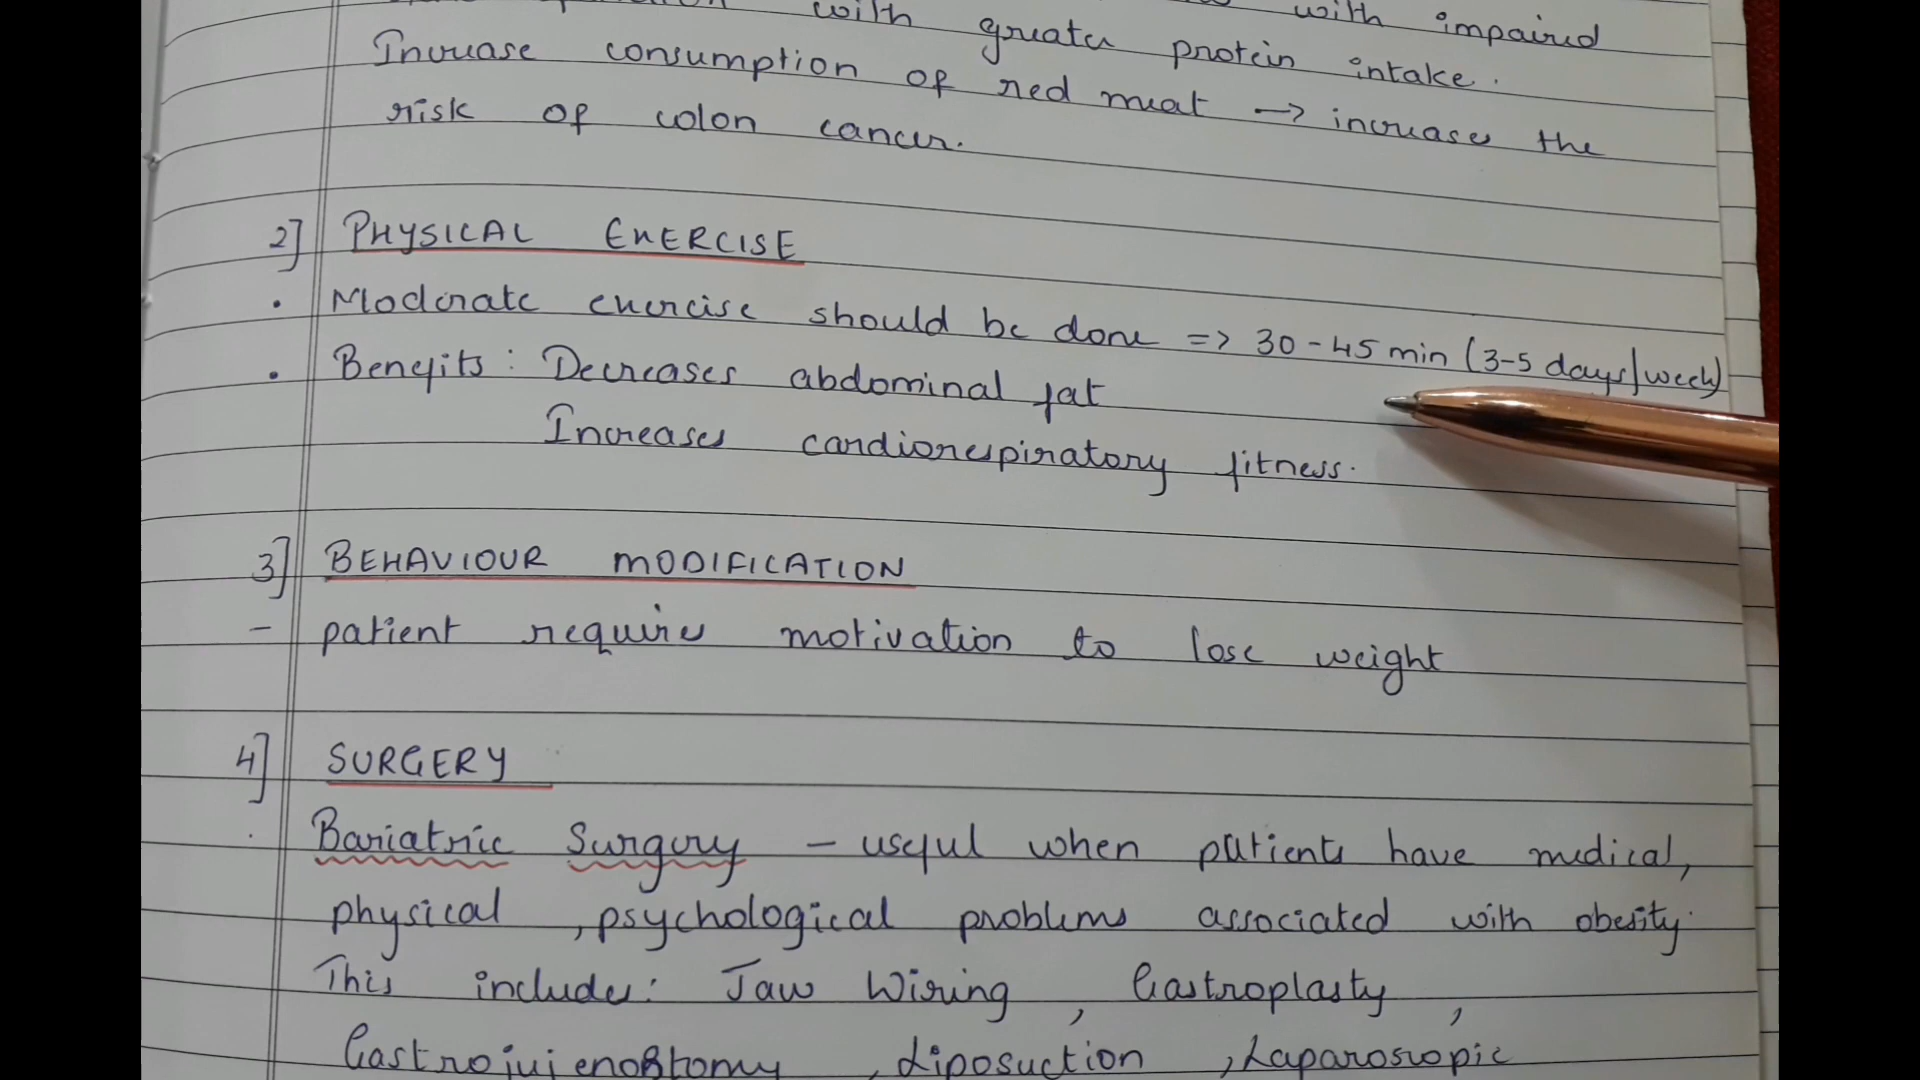 with with impaired
greater protein intake.
Increase consumption of red meat → increases the
risk of colon cancer.
2] PHYSICAL EXERCISE
. Moderate exercise should be done => 30-45 min (3-5 days/week)
. Benefits : Decreases abdominal fat
Increases cardiorespiratory fitness.
3] BEHAVIOUR MODIFICATION
- patient requires motivation to lose weight
4] SURGERY
Bariatric Surgery - useful when patients have medical,
physical, psychological problems associated with obesity.
This includes: Jaw Wiring, Gastroplasty,
Gastrojujenostomy, Liposuction, Laparoscopic